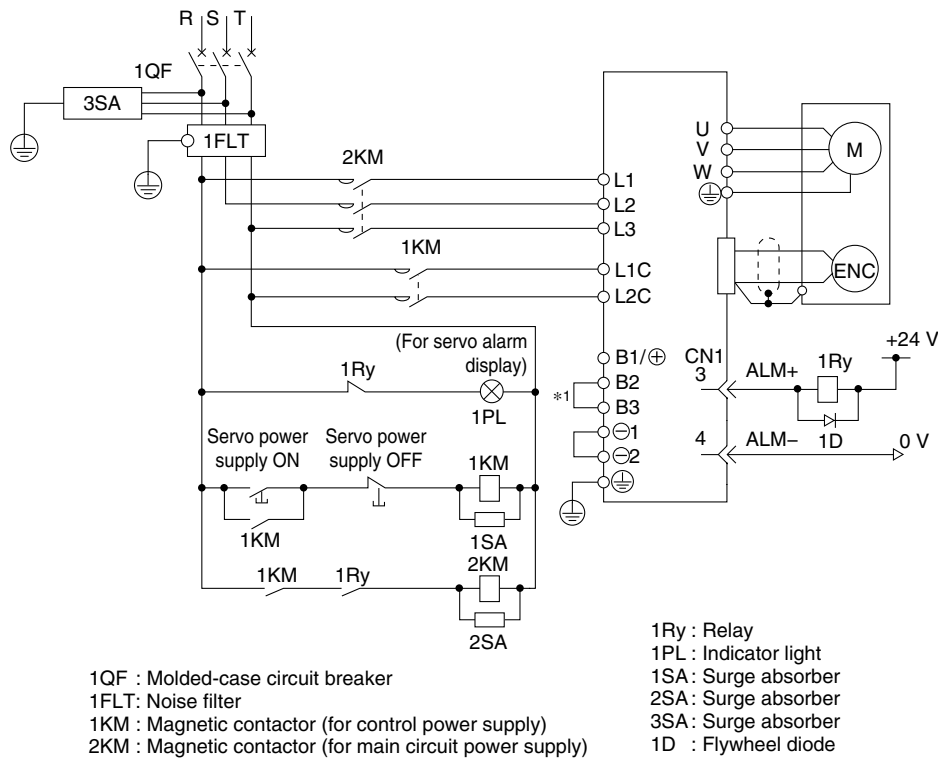 R S T
1QF
3SA
1FLT
2KM
L1
L2
L3
1KM
L1C
L2C
U
V
W
M
ENC
(For servo alarm
display)
1Ry
1PL
B1/⊕
B2
B3
*1
⊖1
⊖2
CN1
3
ALM+
1Ry
+24 V
1D
4
ALM–
0 V
Servo power
supply ON
Servo power
supply OFF
1KM
1KM
1SA
1KM
1Ry
2KM
2SA
1QF : Molded-case circuit breaker
1FLT: Noise filter
1KM : Magnetic contactor (for control power supply)
2KM : Magnetic contactor (for main circuit power supply)
1Ry : Relay
1PL : Indicator light
1SA : Surge absorber
2SA : Surge absorber
3SA : Surge absorber
1D : Flywheel diode